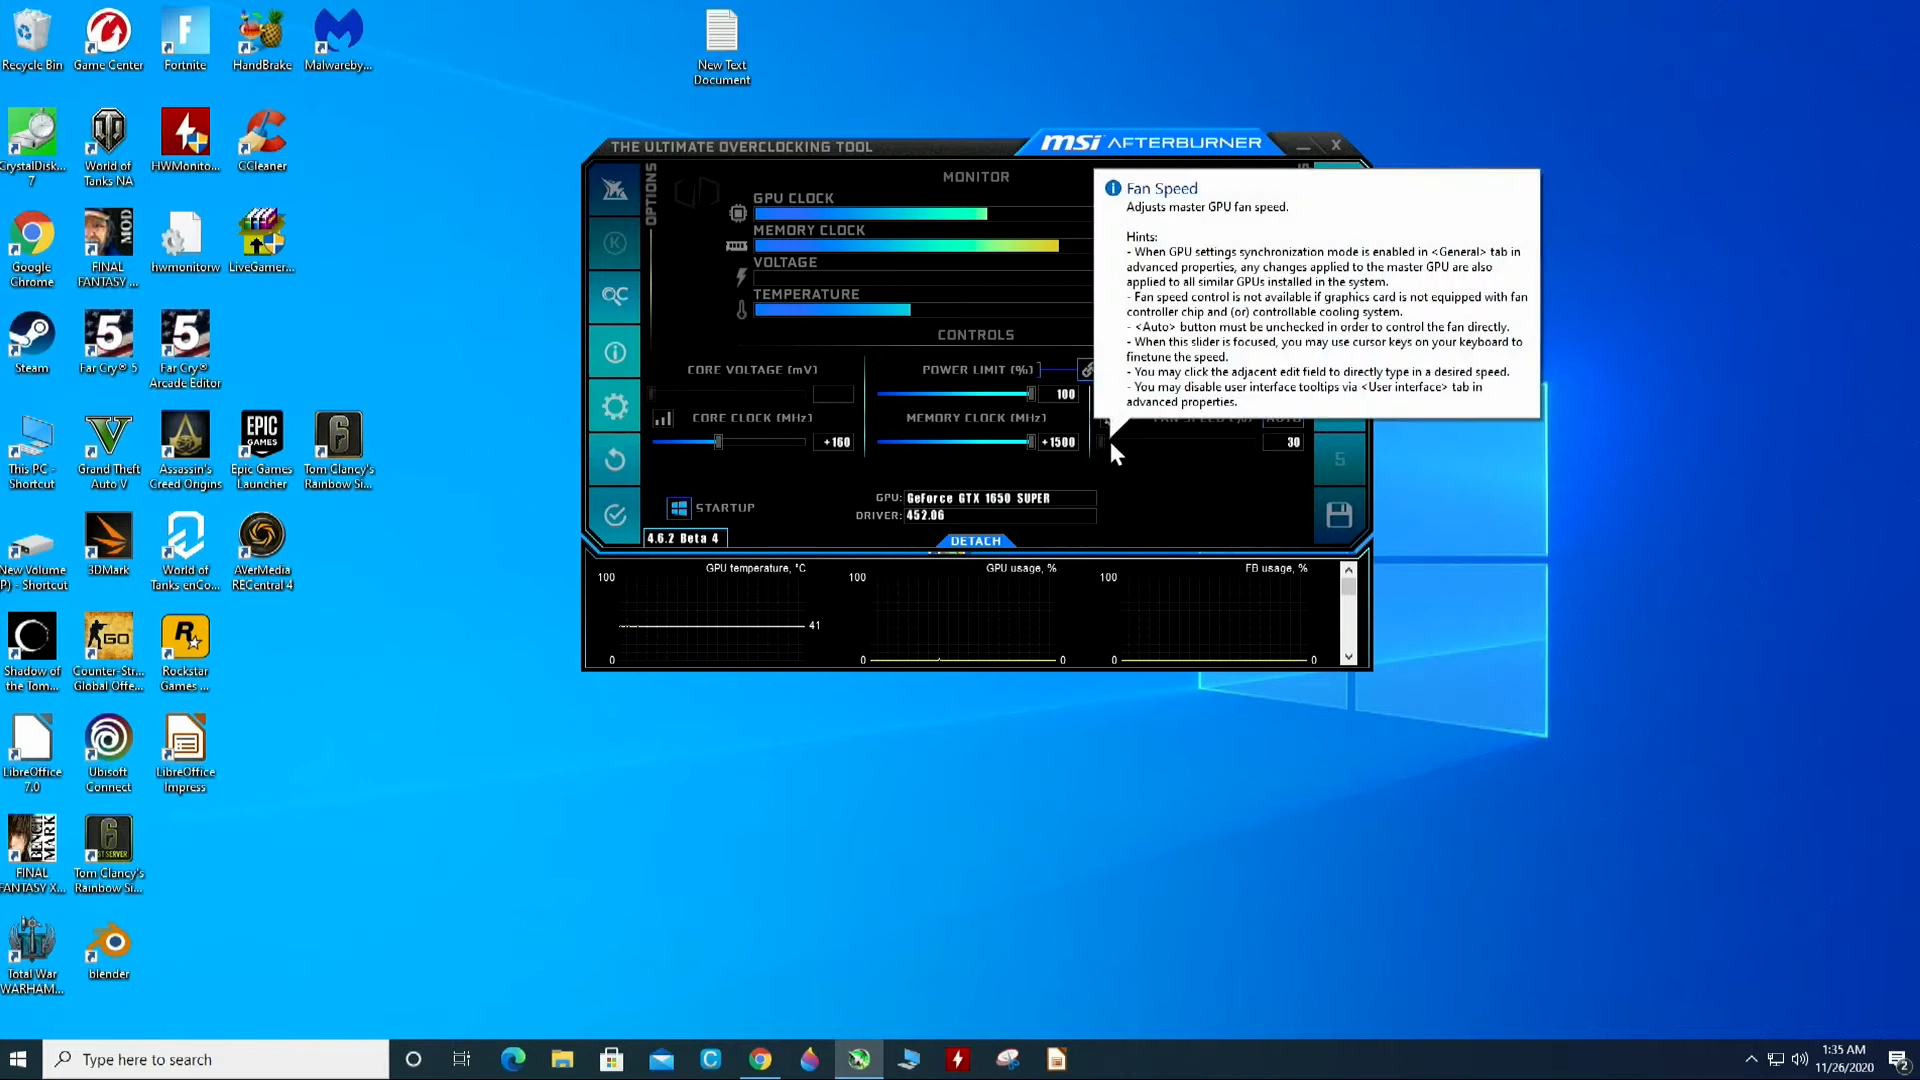 Recycle Bin
Game Center
Fortnite
HandBrake
Malwareby...
New Text
Document
CrystalDisk...
7
World of
Tanks NA
HWMonito...
CCleaner
Google
Chrome
FINAL
FANTASY ...
hwmonitorw
LiveGamer...
Steam
Far Cry® 5
Far Cry®
Arcade Editor
This PC -
Shortcut
Grand Theft
Auto V
Assassin's
Creed Origins
Epic Games
Launcher
Tom Clancy's
Rainbow Si...
New Volume
(P) - Shortcut
3DMark
World of
Tanks enCo...
AVerMedia
RECentral 4
Shadow of
the Tom...
Counter-Str...
Global Offe...
Rockstar
Games ...
LibreOffice
7.0
Ubisoft
Connect
LibreOffice
Impress
FINAL
FANTASY X...
Tom Clancy's
Rainbow Si...
Total War
WARHAM...
blender
THE ULTIMATE OVERCLOCKING TOOL
msi AFTERBURNER
OPTIONS
MONITOR
GPU CLOCK
MEMORY CLOCK
VOLTAGE
TEMPERATURE
CONTROLS
CORE VOLTAGE (mV)
POWER LIMIT (%)
100
CORE CLOCK (MHz)
+160
MEMORY CLOCK (MHz)
+1500
30
STARTUP
GPU: GeForce GTX 1650 SUPER
DRIVER: 452.06
4.6.2 Beta 4
DETACH
S
Fan Speed
Adjusts master GPU fan speed.
Hints:
- When GPU settings synchronization mode is enabled in <General> tab in
advanced properties, any changes applied to the master GPU are also
applied to all similar GPUs installed in the system.
- Fan speed control is not available if graphics card is not equipped with fan
controller chip and (or) controllable cooling system.
- <Auto> button must be unchecked in order to control the fan directly.
- When this slider is focused, you may use cursor keys on your keyboard to
finetune the speed.
- You may click the adjacent edit field to directly type in a desired speed.
- You may disable user interface tooltips via <User interface> tab in
advanced properties.
GPU temperature, °C
100
41
0
GPU usage, %
100
0
0
FB usage, %
100
0
0
Type here to search
1:35 AM
11/26/2020
2